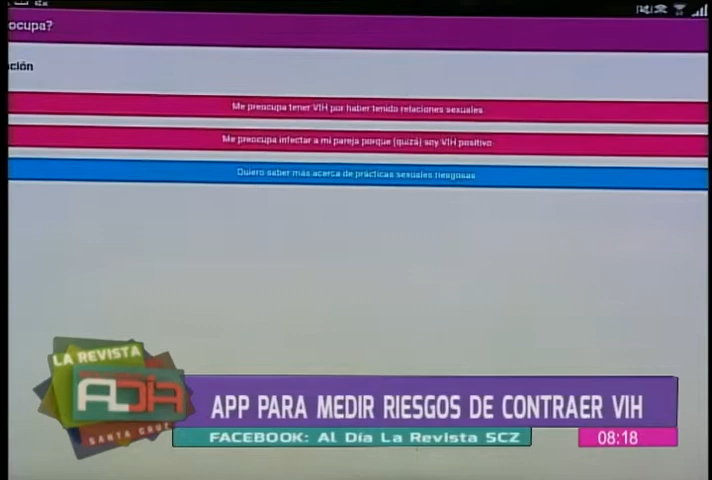 ocupa?
ción
Me preocupa tener VIH por haber tenido relaciones sexuales
Me preocupa infectar a mi pareja porque (quizá) soy VIH positivo
Quiero saber más acerca de prácticas sexuales riesgosas
LA REVISTA
ALDÍA
SANTA CRUZ
APP PARA MEDIR RIESGOS DE CONTRAER VIH
FACEBOOK: Al Día La Revista SCZ
08:18